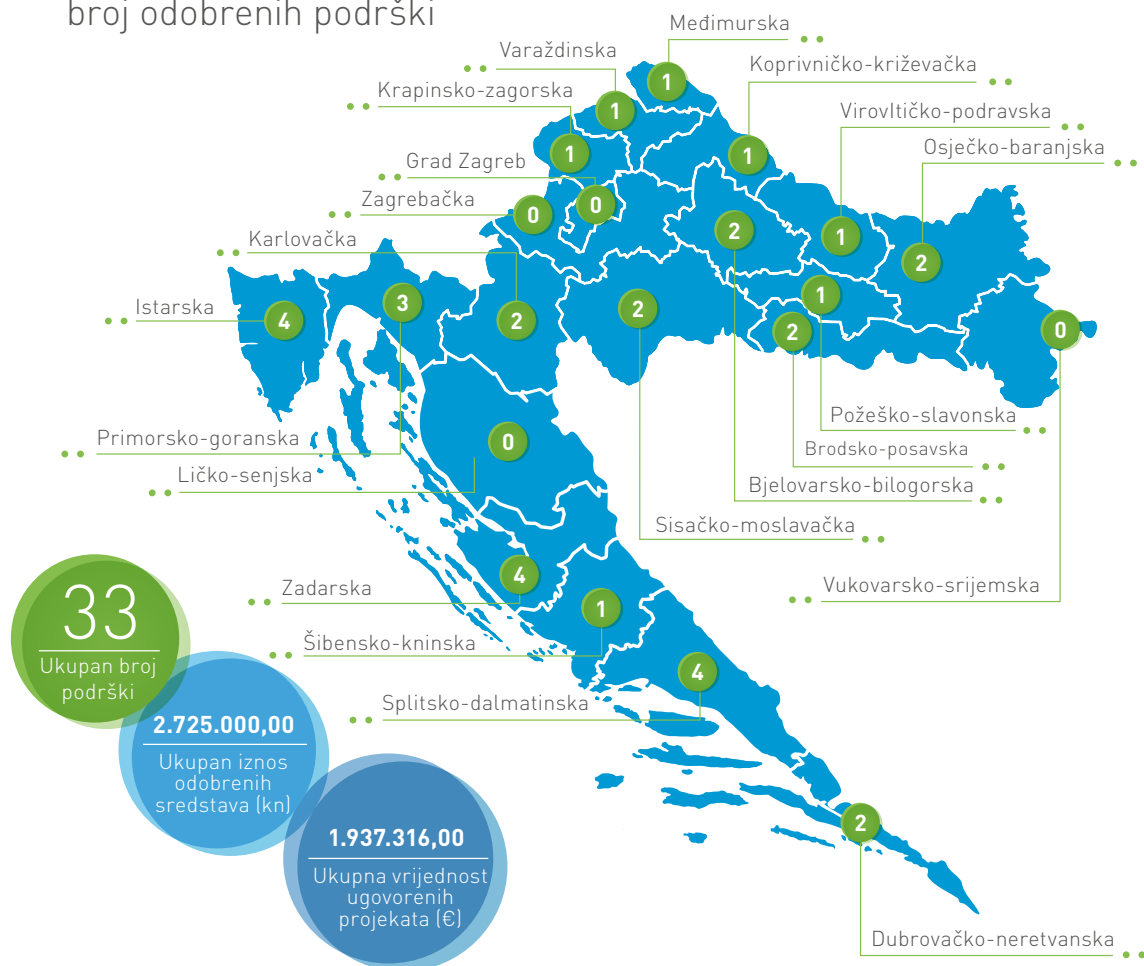 broj odobrenih podrški
Međimurska
1
Varaždinska
1
Koprivničko-križevačka
1
Krapinsko-zagorska
1
VirovItičko-podravska
1
Osječko-baranjska
2
Grad Zagreb
0
Zagrebačka
0
Karlovačka
2
Istarska
4
3
2
2
1
2
0
Požeško-slavonska
Primorsko-goranska
Brodsko-posavska
0
Ličko-senjska
Bjelovarsko-bilogorska
Sisačko-moslavačka
4
Zadarska
Vukovarsko-srijemska
1
Šibensko-kninska
4
Splitsko-dalmatinska
2
Dubrovačko-neretvanska
33
Ukupan broj
podrški
2.725.000,00
Ukupan iznos
odobrenih
sredstava (kn)
1.937.316,00
Ukupna vrijednost
ugovorenih
projekata (€)